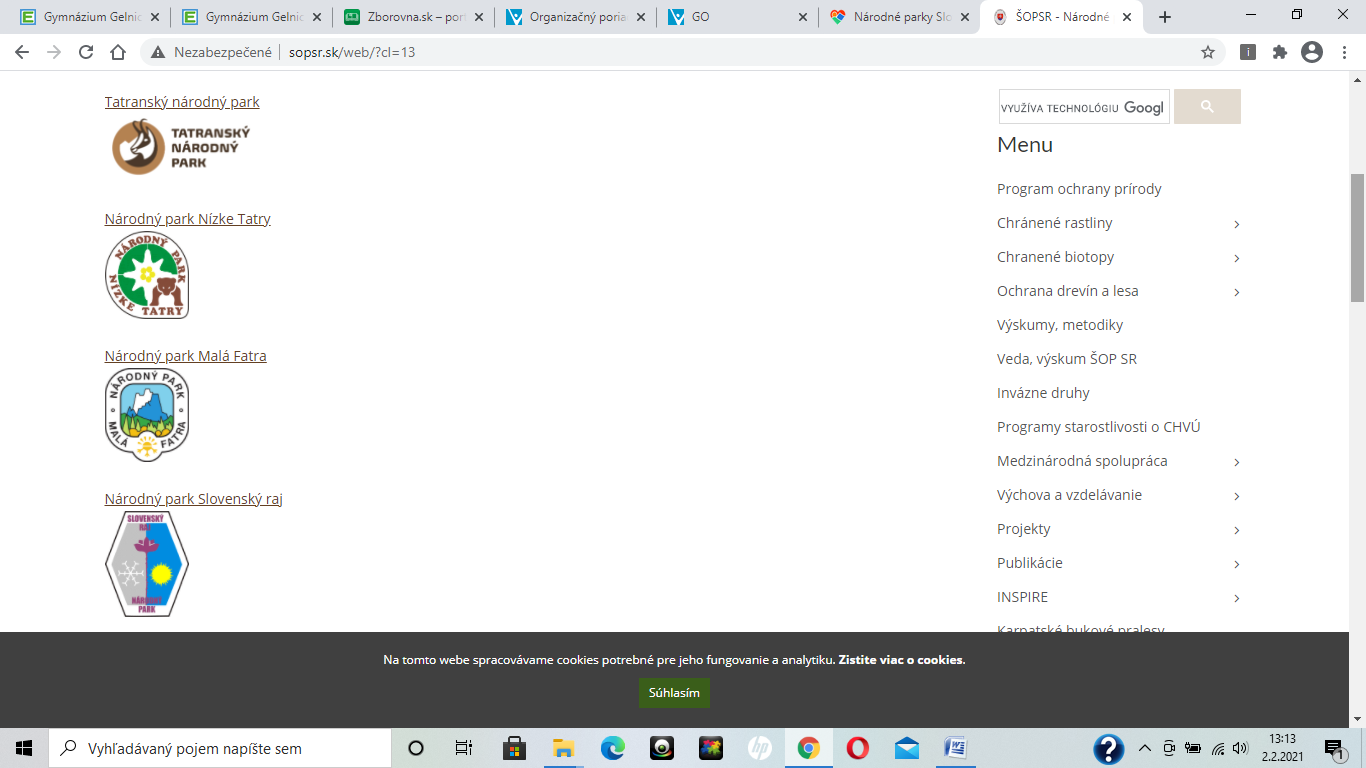 Gymnázium Gelnic
Gymnázium Gelnic
Zborovna.sk – por
Organizačný poria
GO
Národné parky Slo
ŠOPSR - Národné
Nezabezpečené
sopsr.sk/web/?cl=13
Tatranský národný park
TATRANSKÝ
NÁRODNÝ
PARK
Národný park Nízke Tatry
NÁRODNÝ PARK
NÍZKE TATRY
Národný park Malá Fatra
NÁRODNÝ PARK
MALÁ FATRA
Národný park Slovenský raj
SLOVENSKÝ
RAJ
NÁRODNÝ
PARK
VYUŽÍVA TECHNOLÓGIU Googl
Menu
Program ochrany prírody
Chránené rastliny
Chranené biotopy
Ochrana drevín a lesa
Výskumy, metodiky
Veda, výskum ŠOP SR
Invázne druhy
Programy starostlivosti o CHVÚ
Medzinárodná spolupráca
Výchova a vzdelávanie
Projekty
Publikácie
INSPIRE
Karpatské bukové pralesy
Na tomto webe spracovávame cookies potrebné pre jeho fungovanie a analytiku. Zistite viac o cookies.
Súhlasím
Vyhľadávaný pojem napíšte sem
13:13
2.2.2021
1